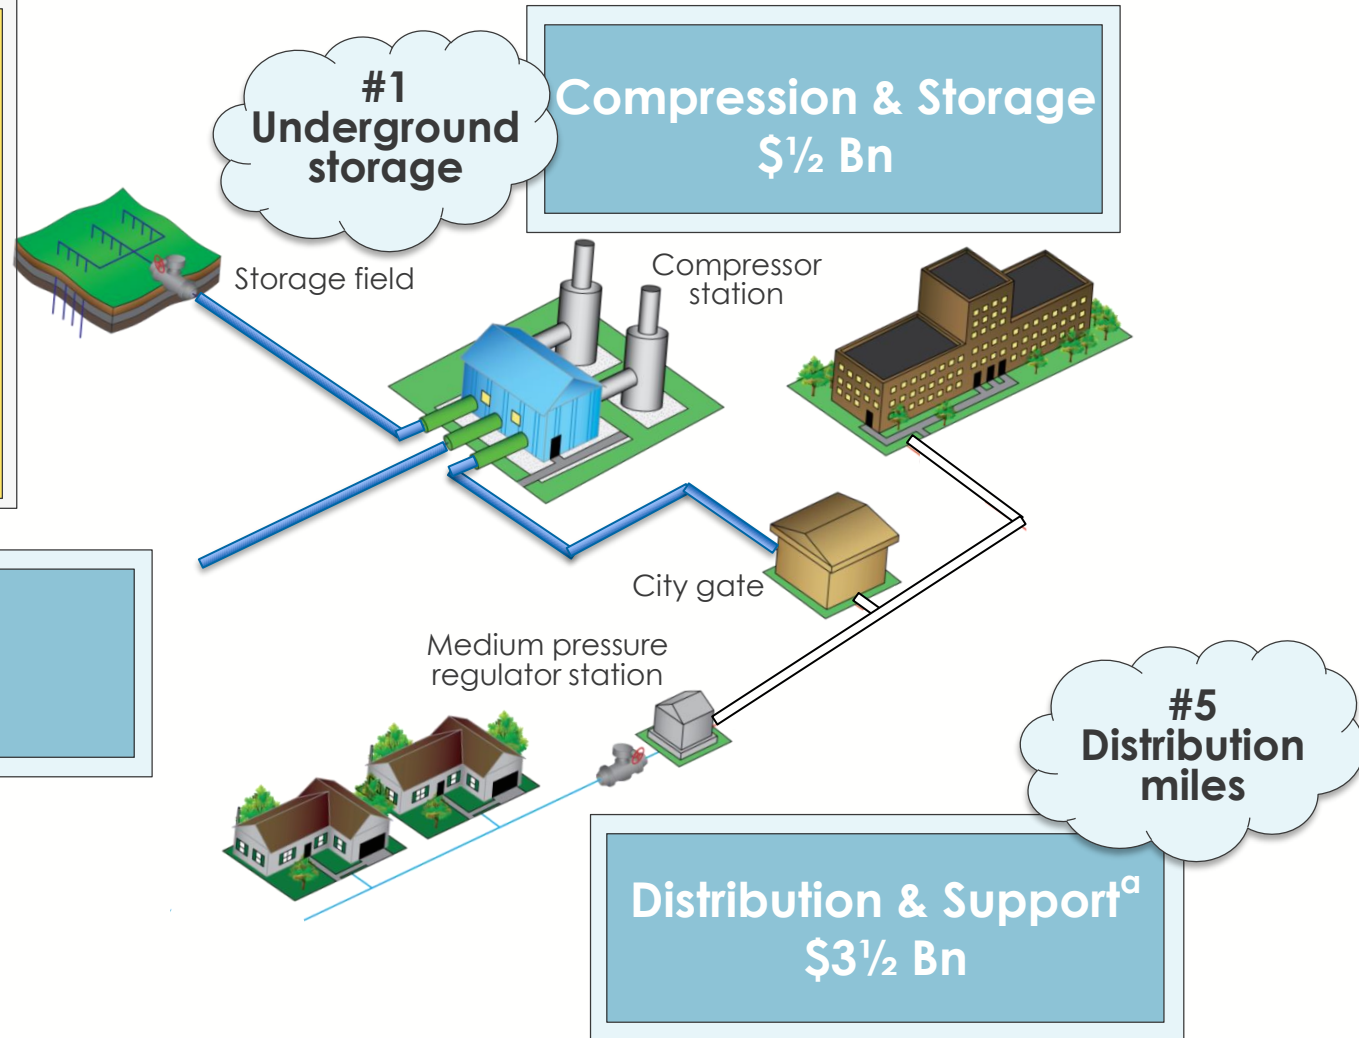 #1
Underground
storage
Compression & Storage
$½ Bn
Storage field
Compressor
station
City gate
Medium pressure
regulator station
#5
Distribution
miles
Distribution & Supportᵃ
$3½ Bn